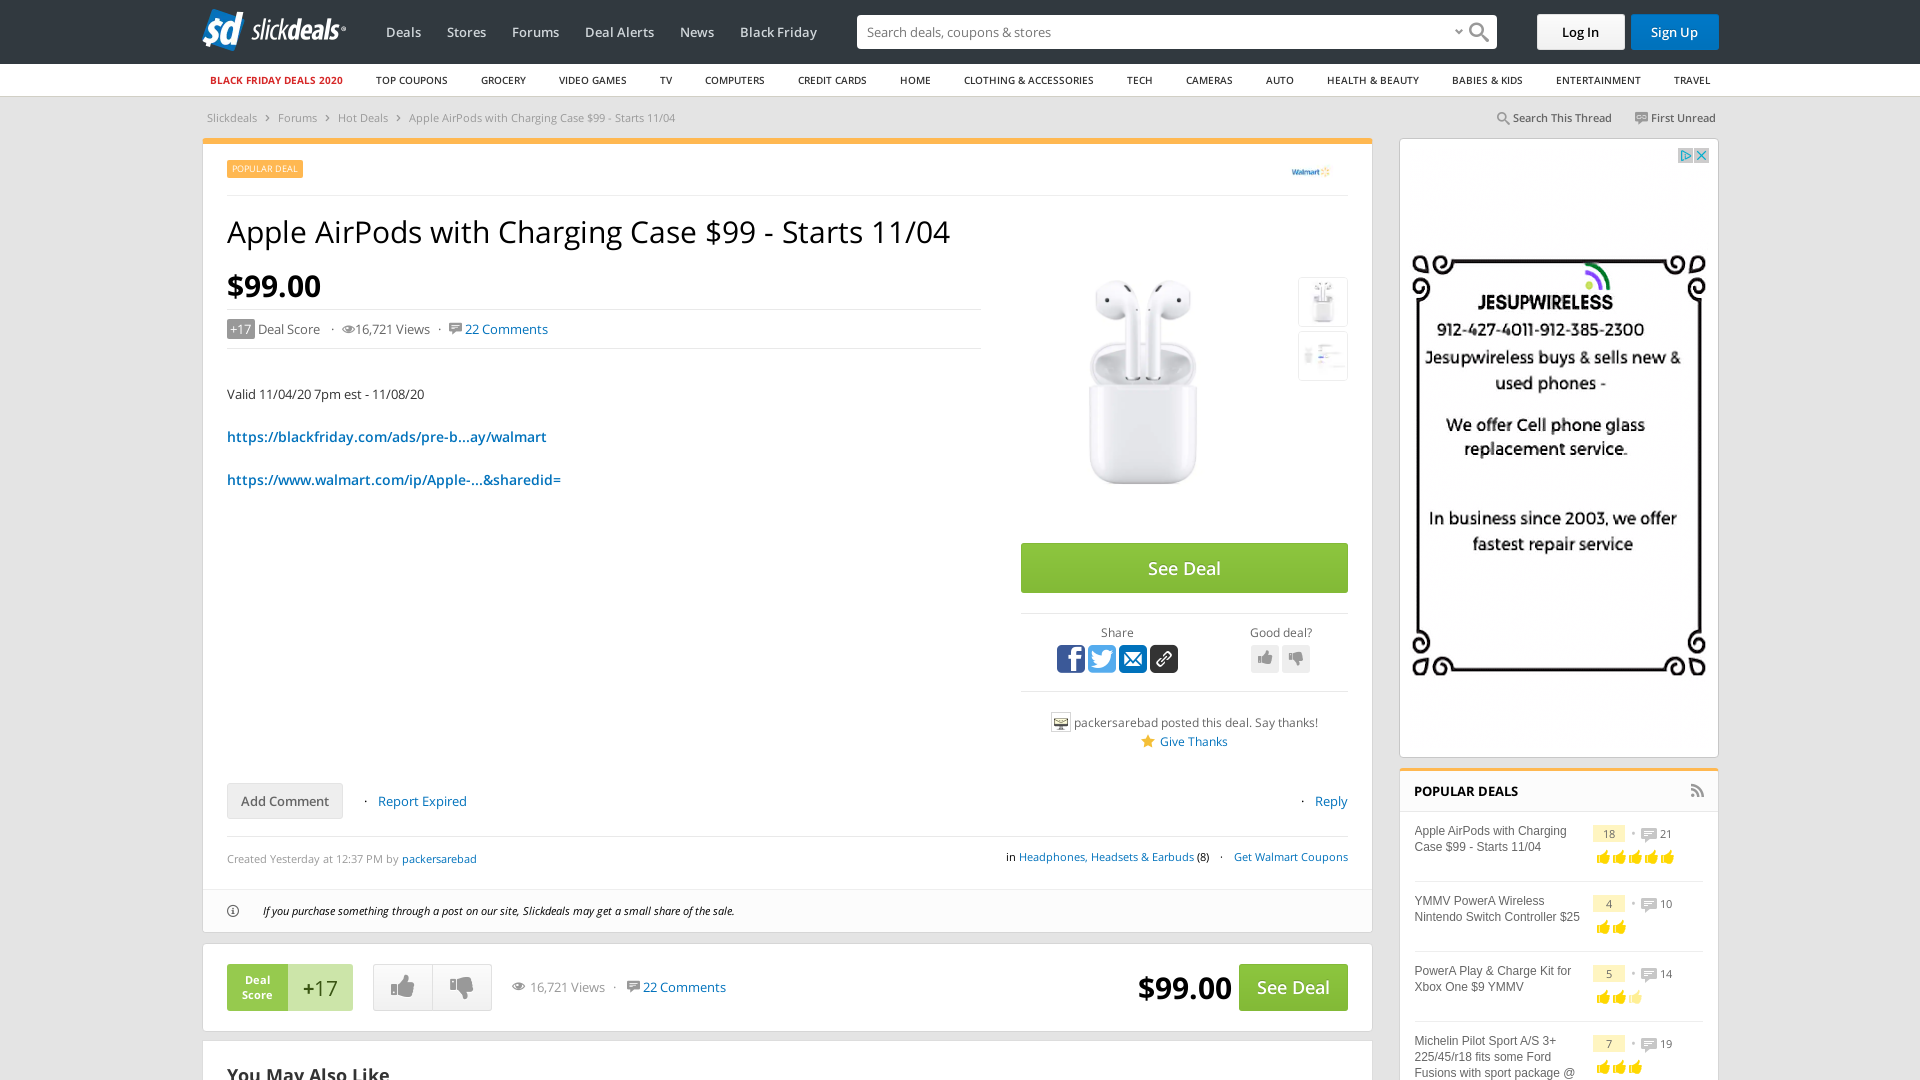 slickdeals
Deals
Stores
Forums
Deal Alerts
News
Black Friday
Search deals, coupons & stores
Log In
Sign Up
BLACK FRIDAY DEALS 2020
TOP COUPONS
GROCERY
VIDEO GAMES
TV
COMPUTERS
CREDIT CARDS
HOME
CLOTHING & ACCESSORIES
TECH
CAMERAS
AUTO
HEALTH & BEAUTY
BABIES & KIDS
ENTERTAINMENT
TRAVEL
Slickdeals › Forums › Hot Deals › Apple AirPods with Charging Case $99 - Starts 11/04
Search This Thread
First Unread
POPULAR DEAL
Walmart
Apple AirPods with Charging Case $99 - Starts 11/04
$99.00
+17 Deal Score · 16,721 Views · 22 Comments
Valid 11/04/20 7pm est - 11/08/20
https://blackfriday.com/ads/pre-b...ay/walmart
https://www.walmart.com/ip/Apple-...&sharedid=
See Deal
Share
Good deal?
packersarebad posted this deal. Say thanks!
Give Thanks
Add Comment
· Report Expired
· Reply
Created Yesterday at 12:37 PM by packersarebad
in Headphones, Headsets & Earbuds (8) · Get Walmart Coupons
If you purchase something through a post on our site, Slickdeals may get a small share of the sale.
Deal
Score
+17
16,721 Views · 22 Comments
$99.00
See Deal
You May Also Like
JESUPWIRELESS
912-427-4011-912-385-2300
Jesupwireless buys & sells new &
used phones -
We offer Cell phone glass
replacement service.
In business since 2003, we offer
fastest repair service
POPULAR DEALS
Apple AirPods with Charging
Case $99 - Starts 11/04
18 • 21
YMMV PowerA Wireless
Nintendo Switch Controller $25
4 • 10
PowerA Play & Charge Kit for
Xbox One $9 YMMV
5 • 14
Michelin Pilot Sport A/S 3+
225/45/r18 fits some Ford
Fusions with sport package @
7 • 19